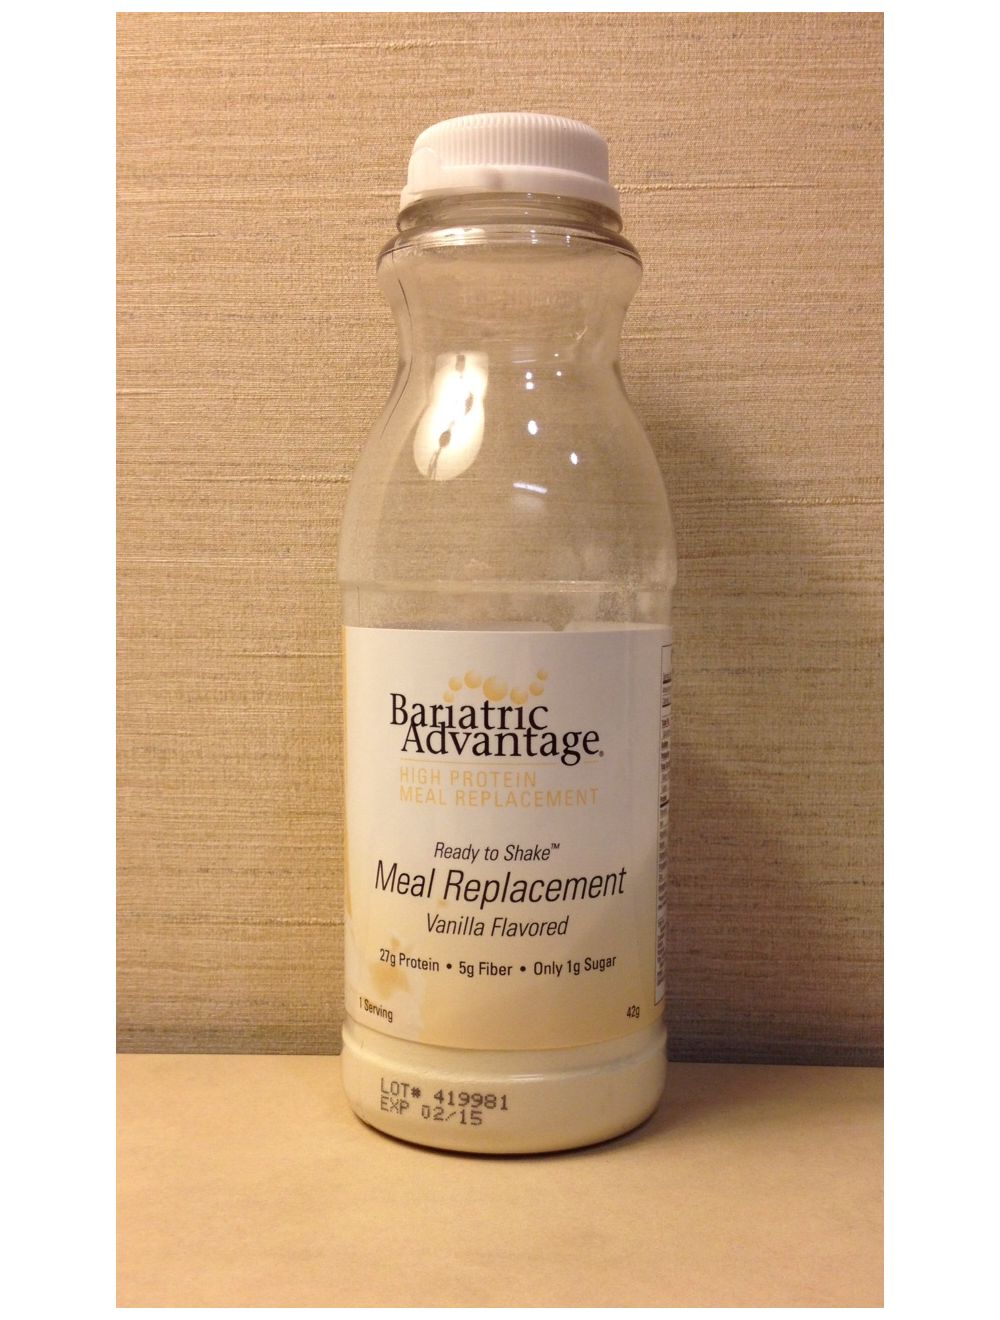 Bariatric
Advantage®
HIGH PROTEIN
MEAL REPLACEMENT
Ready to Shake™
Meal Replacement
Vanilla Flavored
27g Protein • 5g Fiber • Only 1g Sugar
1 Serving
42g
LOT# 419981
EXP 02/15